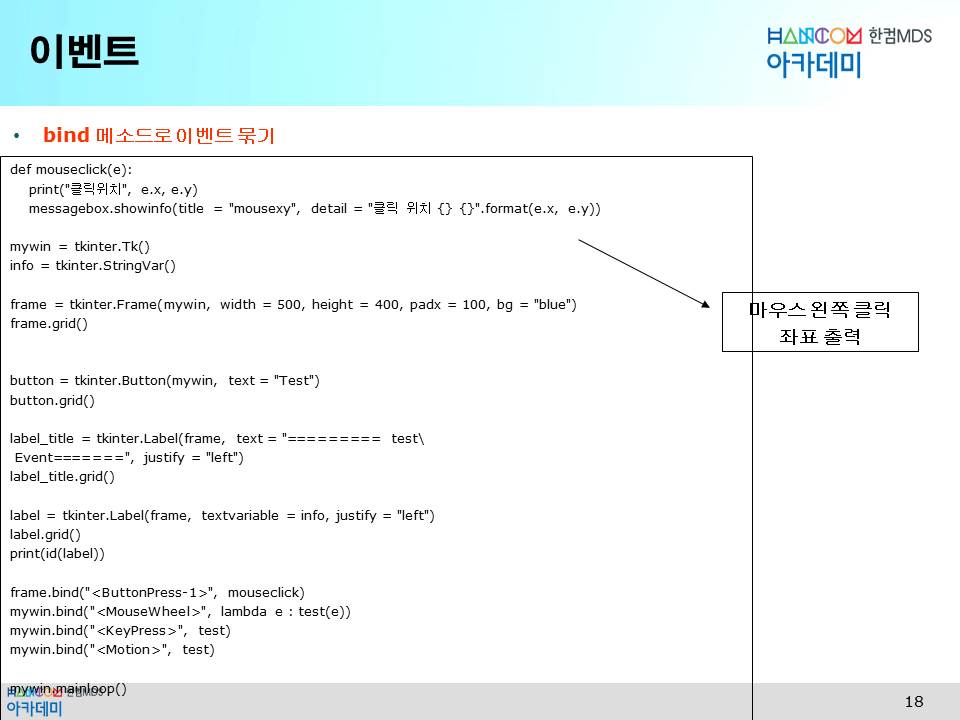 이벤트
HANCOM 한컴MDS
아카데미
• bind 메소드로 이벤트 묶기
def mouseclick(e):
    print("클릭위치", e.x, e.y)
    messagebox.showinfo(title = "mousexy", detail = "클릭 위치 {} {}".format(e.x, e.y))
mywin = tkinter.Tk()
info = tkinter.StringVar()
frame = tkinter.Frame(mywin, width = 500, height = 400, padx = 100, bg = "blue")
frame.grid()
마우스 왼쪽 클릭
좌표 출력
button = tkinter.Button(mywin, text = "Test")
button.grid()
label_title = tkinter.Label(frame, text = "========= test\
 Event=======", justify = "left")
label_title.grid()
label = tkinter.Label(frame, textvariable = info, justify = "left")
label.grid()
print(id(label))
frame.bind("<ButtonPress-1>", mouseclick)
mywin.bind("<MouseWheel>", lambda e : test(e))
mywin.bind("<KeyPress>", test)
mywin.bind("<Motion>", test)
mywin.mainloop()
HANCOM 한컴MDS
아카데미
18